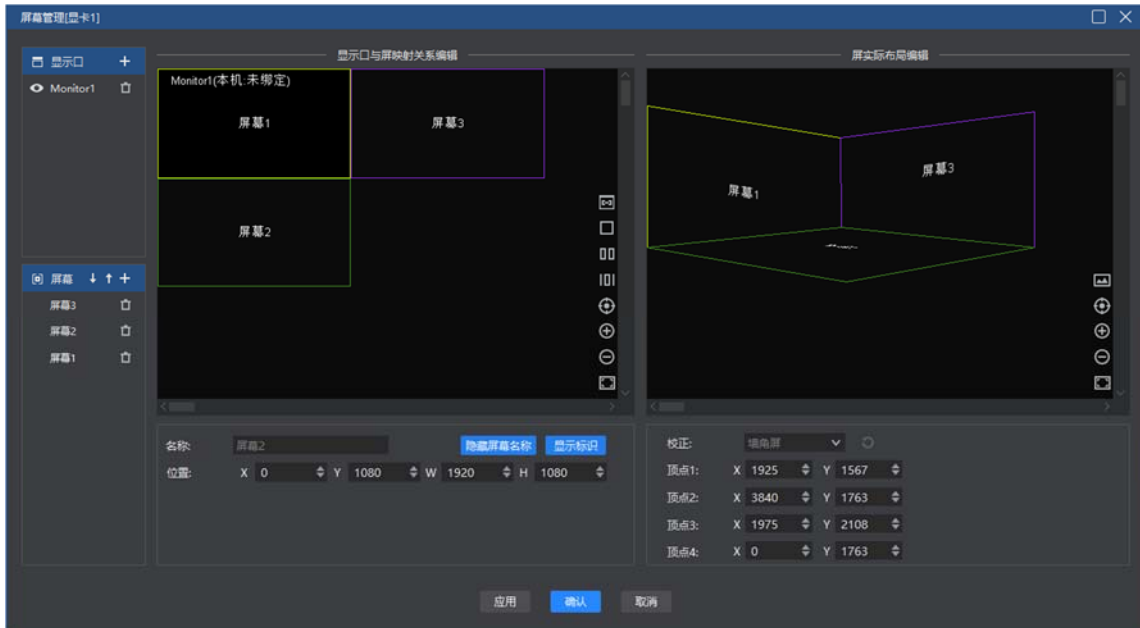 屏幕管理[显卡1]
显示口与屏映射关系编辑
屏实际布局编辑
显示口
Monitor1
Monitor1(本机:未绑定)
屏幕1
屏幕3
屏幕2
屏幕1
屏幕3
屏幕
屏幕3
屏幕2
屏幕1
名称: 屏幕2 隐藏屏幕名称 显示标识
位置: X 0 Y 1080 W 1920 H 1080
校正: 墙角屏
顶点1: X 1925 Y 1567
顶点2: X 3840 Y 1763
顶点3: X 1975 Y 2108
顶点4: X 0 Y 1763
应用 确认 取消